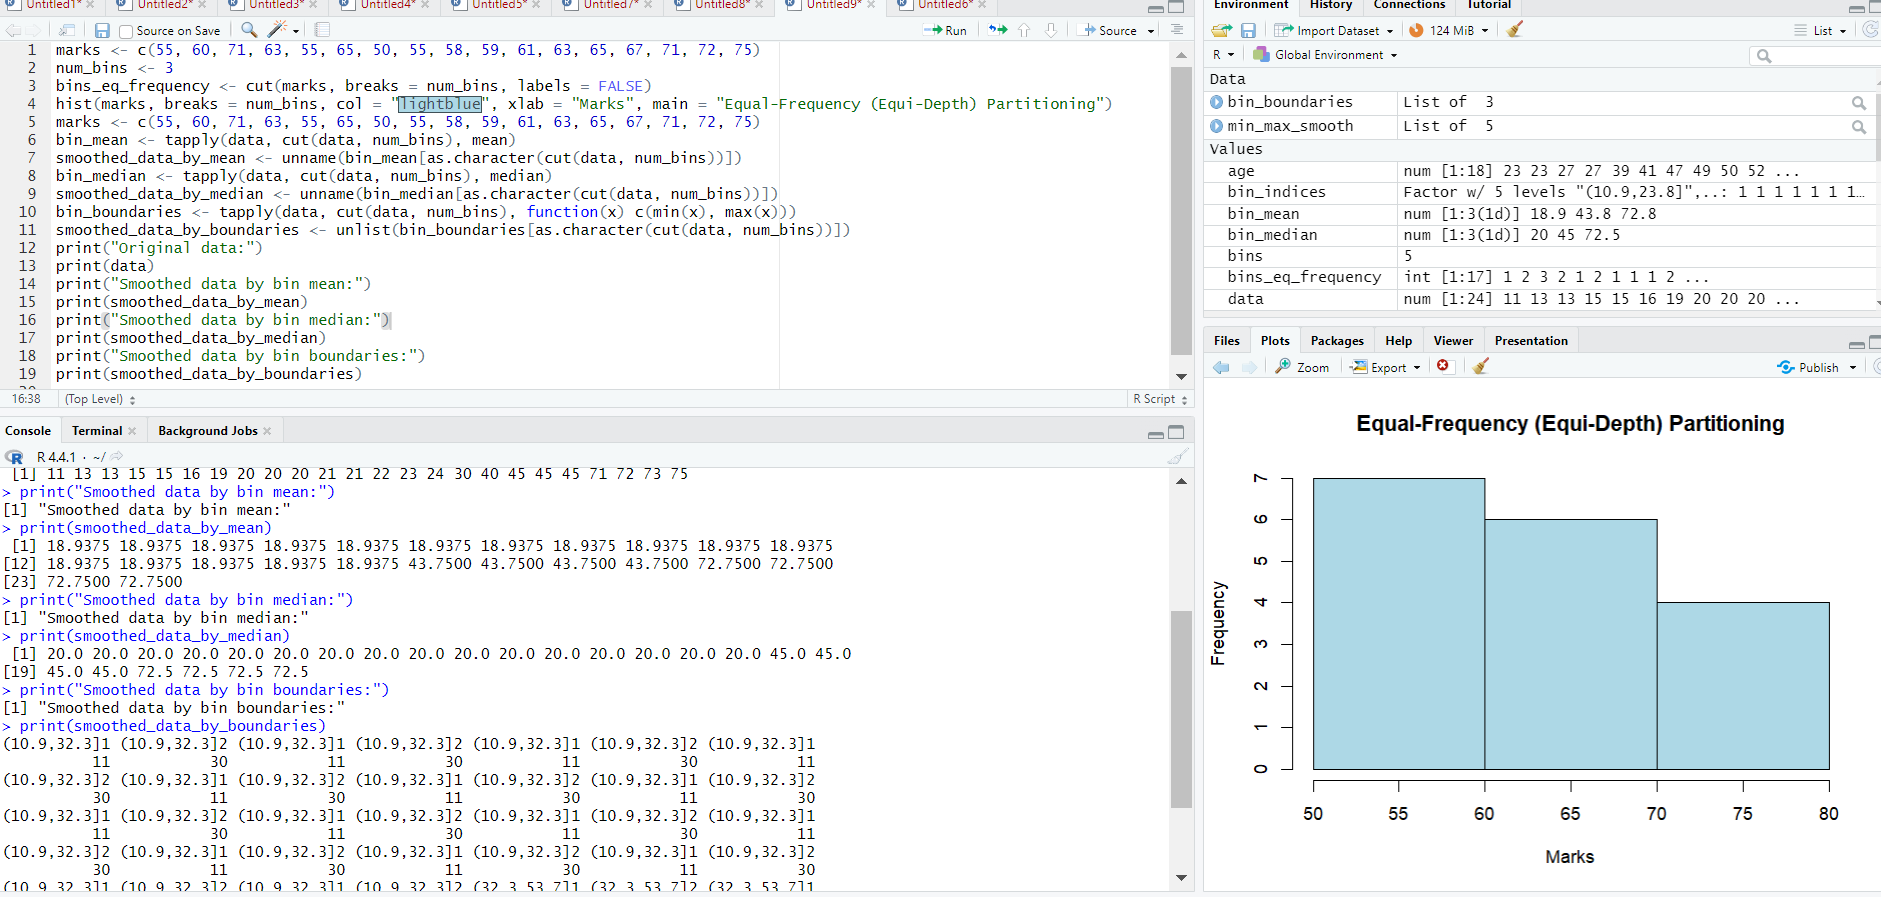 Untitled1* × Untitled2* × Untitled3* × Untitled4* × Untitled5* × Untitled7* × Untitled8* × Untitled9* × Untitled6* ×
Source on Save Run Source
1 marks <- c(55, 60, 71, 63, 55, 65, 50, 55, 58, 59, 61, 63, 65, 67, 71, 72, 75)
2 num_bins <- 3
3 bins_eq_frequency <- cut(marks, breaks = num_bins, labels = FALSE)
4 hist(marks, breaks = num_bins, col = "lightblue", xlab = "Marks", main = "Equal-Frequency (Equi-Depth) Partitioning")
5 marks <- c(55, 60, 71, 63, 55, 65, 50, 55, 58, 59, 61, 63, 65, 67, 71, 72, 75)
6 bin_mean <- tapply(data, cut(data, num_bins), mean)
7 smoothed_data_by_mean <- unname(bin_mean[as.character(cut(data, num_bins))])
8 bin_median <- tapply(data, cut(data, num_bins), median)
9 smoothed_data_by_median <- unname(bin_median[as.character(cut(data, num_bins))])
10 bin_boundaries <- tapply(data, cut(data, num_bins), function(x) c(min(x), max(x)))
11 smoothed_data_by_boundaries <- unlist(bin_boundaries[as.character(cut(data, num_bins))])
12 print("Original data:")
13 print(data)
14 print("Smoothed data by bin mean:")
15 print(smoothed_data_by_mean)
16 print("Smoothed data by bin median:")
17 print(smoothed_data_by_median)
18 print("Smoothed data by bin boundaries:")
19 print(smoothed_data_by_boundaries)
16:38 (Top Level) R Script
Console Terminal × Background Jobs ×
R R 4.4.1 · ~/
[1] 11 13 13 15 15 16 19 20 20 20 21 21 22 23 24 30 40 45 45 45 71 72 73 75
> print("Smoothed data by bin mean:")
[1] "Smoothed data by bin mean:"
> print(smoothed_data_by_mean)
[1] 18.9375 18.9375 18.9375 18.9375 18.9375 18.9375 18.9375 18.9375 18.9375 18.9375 18.9375
[12] 18.9375 18.9375 18.9375 18.9375 18.9375 43.7500 43.7500 43.7500 43.7500 72.7500 72.7500
[23] 72.7500 72.7500
> print("Smoothed data by bin median:")
[1] "Smoothed data by bin median:"
> print(smoothed_data_by_median)
[1] 20.0 20.0 20.0 20.0 20.0 20.0 20.0 20.0 20.0 20.0 20.0 20.0 20.0 20.0 20.0 20.0 45.0 45.0
[19] 45.0 45.0 72.5 72.5 72.5 72.5
> print("Smoothed data by bin boundaries:")
[1] "Smoothed data by bin boundaries:"
> print(smoothed_data_by_boundaries)
(10.9,32.3]1 (10.9,32.3]2 (10.9,32.3]1 (10.9,32.3]2 (10.9,32.3]1 (10.9,32.3]2 (10.9,32.3]1
11 30 11 30 11 30 11
(10.9,32.3]2 (10.9,32.3]1 (10.9,32.3]2 (10.9,32.3]1 (10.9,32.3]2 (10.9,32.3]1 (10.9,32.3]2
30 11 30 11 30 11 30
(10.9,32.3]1 (10.9,32.3]2 (10.9,32.3]1 (10.9,32.3]2 (10.9,32.3]1 (10.9,32.3]2 (10.9,32.3]1
11 30 11 30 11 30 11
(10.9,32.3]2 (10.9,32.3]1 (10.9,32.3]2 (10.9,32.3]1 (10.9,32.3]2 (10.9,32.3]1 (10.9,32.3]2
30 11 30 11 30 11 30
(10.9,32.3]1 (10.9,32.3]2 (10.9,32.3]1 (10.9,32.3]2 (32.3,53.7]1 (32.3,53.7]2 (32.3,53.7]1
Environment History Connections Tutorial
Import Dataset 124 MiB List
R Global Environment
Data
bin_boundaries List of 3
min_max_smooth List of 5
Values
age num [1:18] 23 23 27 27 39 41 47 49 50 52 ...
bin_indices Factor w/ 5 levels "(10.9,23.8]",..: 1 1 1 1 1 1 1…
bin_mean num [1:3(1d)] 18.9 43.8 72.8
bin_median num [1:3(1d)] 20 45 72.5
bins 5
bins_eq_frequency int [1:17] 1 2 3 2 1 2 1 1 1 2 ...
data num [1:24] 11 13 13 15 15 16 19 20 20 20 ...
Files Plots Packages Help Viewer Presentation
Zoom Export Publish
Equal-Frequency (Equi-Depth) Partitioning
Frequency
7
6
5
4
3
2
1
0
50 55 60 65 70 75 80
Marks